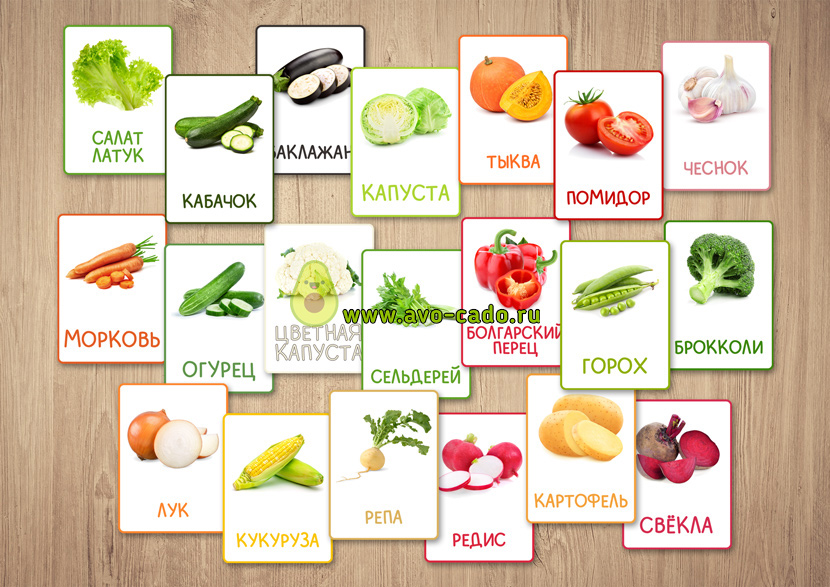 САЛАТ
ЛАТУК
КАБАЧОК
БАКЛАЖАН
КАПУСТА
ТЫКВА
ПОМИДОР
ЧЕСНОК
МОРКОВЬ
ОГУРЕЦ
ЦВЕТНАЯ
КАПУСТА
www.avo-cado.ru
СЕЛЬДЕРЕЙ
БОЛГАРСКИЙ
ПЕРЕЦ
ГОРОХ
БРОККОЛИ
ЛУК
КУКУРУЗА
РЕПА
РЕДИС
КАРТОФЕЛЬ
СВЁКЛА